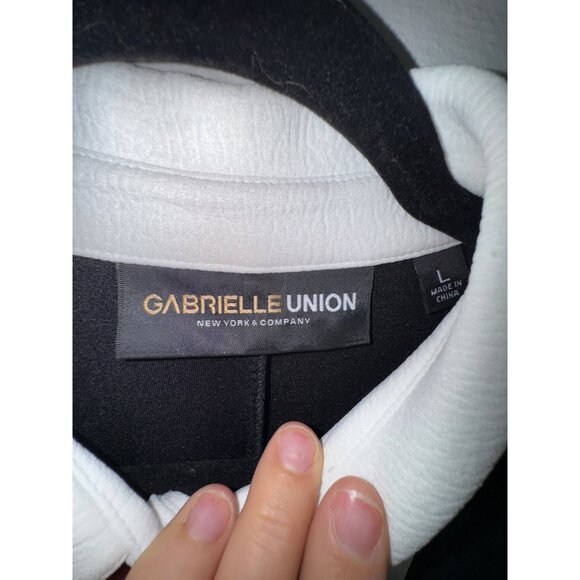 GABRIELLE UNION
NEW YORK & COMPANY
L
MADE IN
CHINA